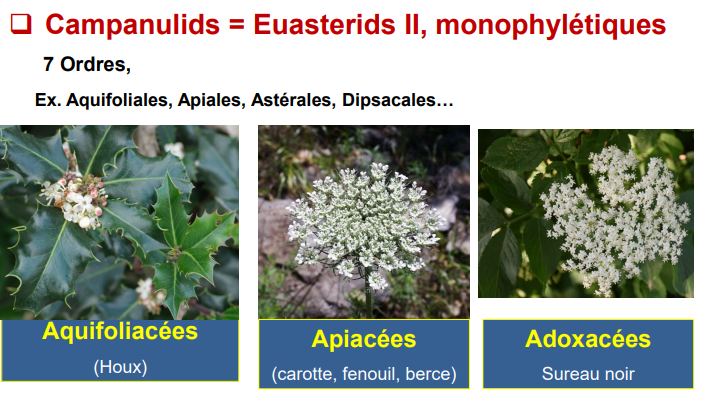 Campanulids = Euasterids II, monophylétiques
7 Ordres,
Ex. Aquifoliales, Apiales, Astérales, Dipsacales…
Aquifoliacées
(Houx)
Apiacées
(carotte, fenouil, berce)
Adoxacées
Sureau noir